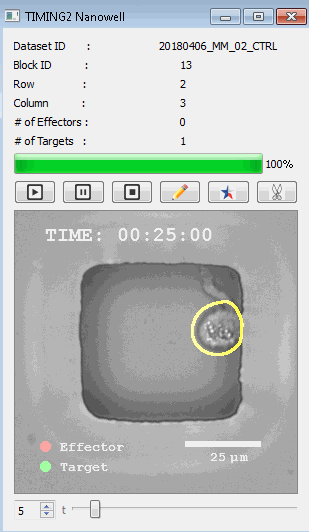 TIMING2 Nanowell
Dataset ID : 20180406_MM_02_CTRL
Block ID : 13
Row : 2
Column : 3
# of Effectors : 0
# of Targets : 1
100%
TIME: 00:25:00
Effector
Target
25 μm
5 t